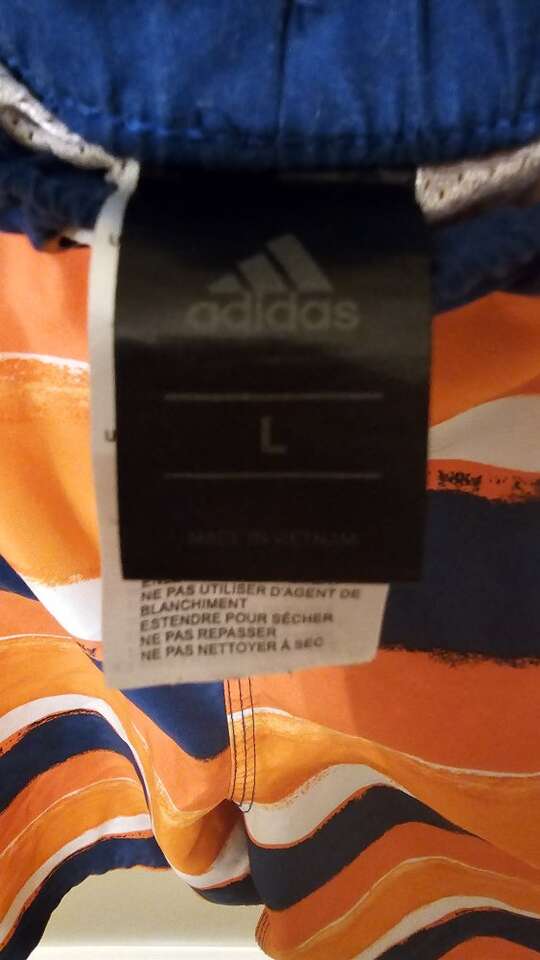 adidas
L
MADE IN VIETNAM
NE PAS UTILISER D'AGENT DE
BLANCHIMENT
ESTENDRE POUR SÉCHER
NE PAS REPASSER
NE PAS NETTOYER À SEC